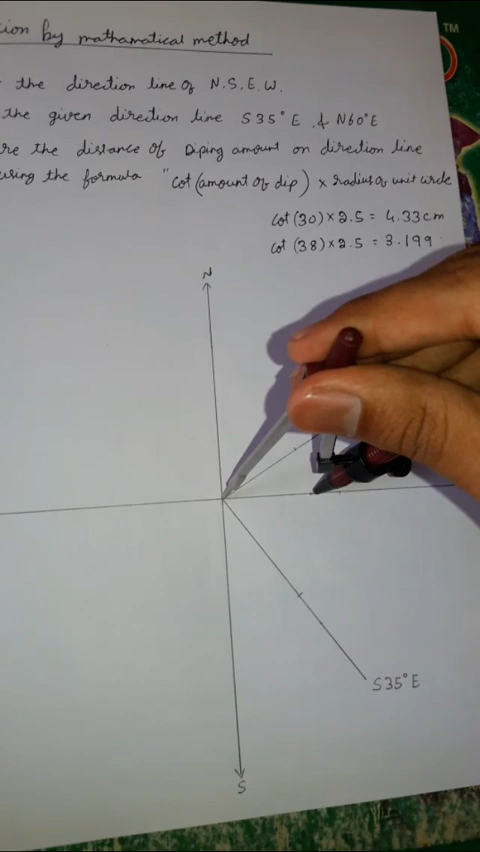 ion by mathamatical method
the direction line of N.S.E.W.
the given direction line S35°E & N60°E
re the distance of Diping amount on direction line
using the formula "cot (amount of dip) × radius of unit circle
cot (30) × 2.5 = 4.33cm
cot (38) × 2.5 = 3.199
N
S35°E
S
TM